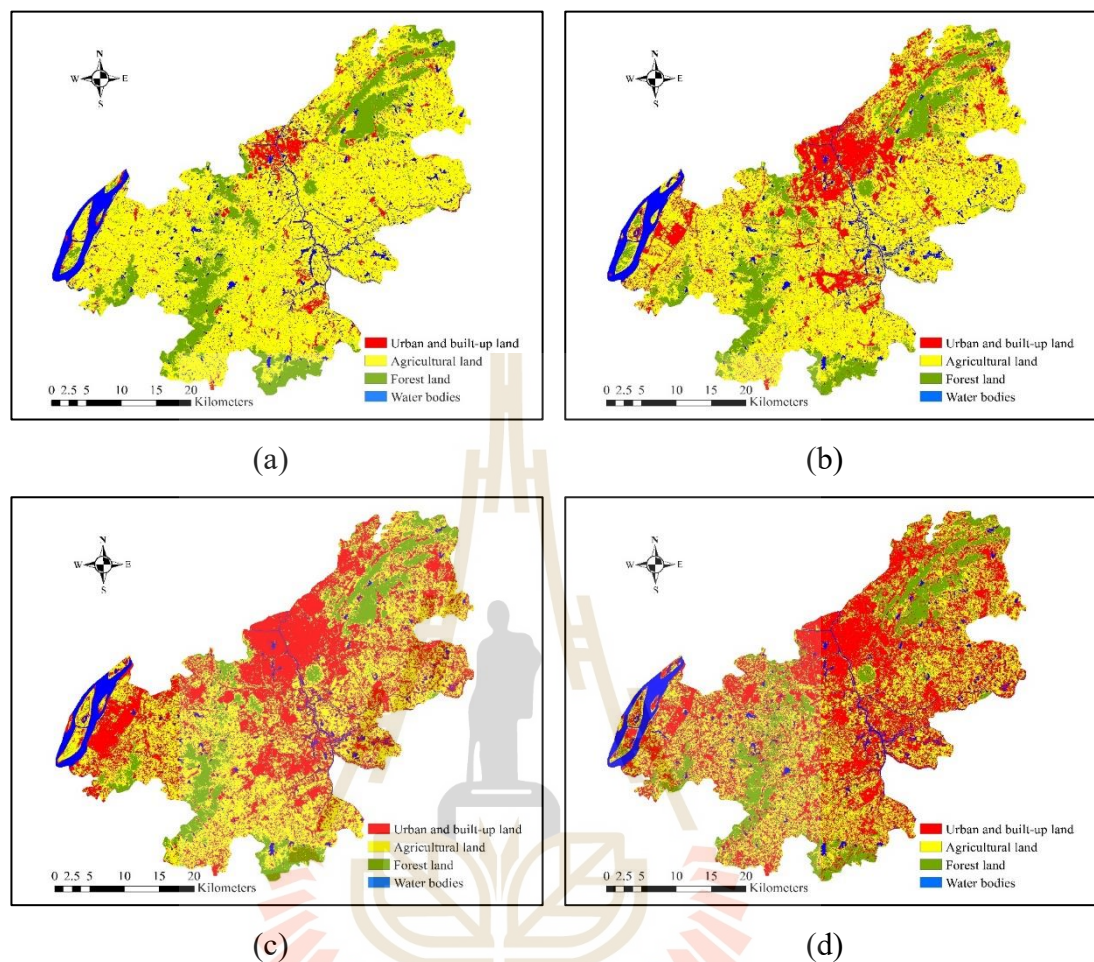 N
W E
S
Urban and built-up land
Agricultural land
Forest land
Water bodies
0 2.5 5 10 15 20
Kilometers
(a)
N
W E
S
Urban and built-up land
Agricultural land
Forest land
Water bodies
0 2.5 5 10 15 20
Kilometers
(b)
N
W E
S
Urban and built-up land
Agricultural land
Forest land
Water bodies
0 2.5 5 10 15 20
Kilometers
(c)
N
W E
S
Urban and built-up land
Agricultural land
Forest land
Water bodies
0 2.5 5 10 15 20
Kilometers
(d)